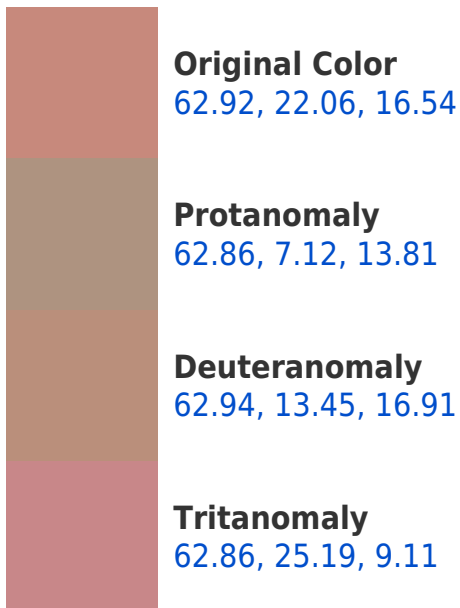 Original Color
62.92, 22.06, 16.54
Protanomaly
62.86, 7.12, 13.81
Deuteranomaly
62.94, 13.45, 16.91
Tritanomaly
62.86, 25.19, 9.11